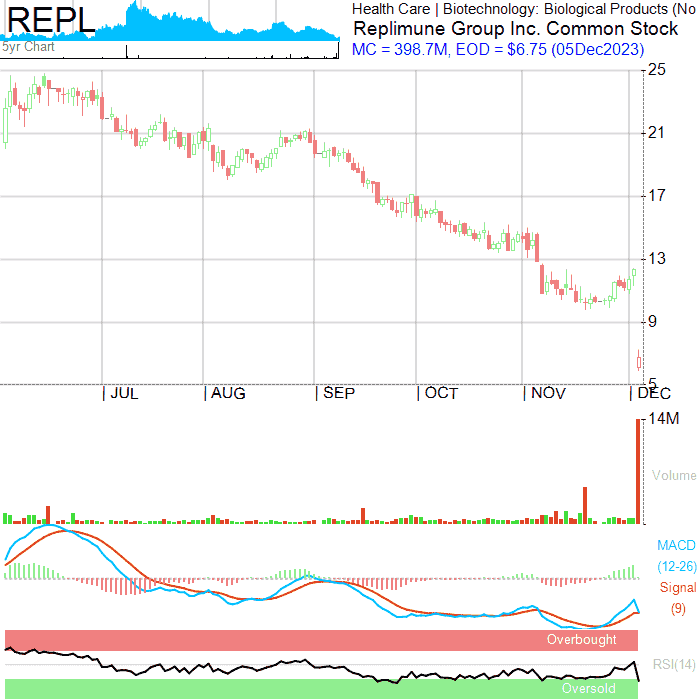 REPL
5yr Chart
Health Care | Biotechnology: Biological Products (No
Replimune Group Inc. Common Stock
MC = 398.7M, EOD = $6.75 (05Dec2023)
25
21
17
13
9
5
| JUL | AUG | SEP | OCT | NOV | DEC
14M
Volume
MACD
(12-26)
Signal
(9)
Overbought
RSI(14)
Oversold